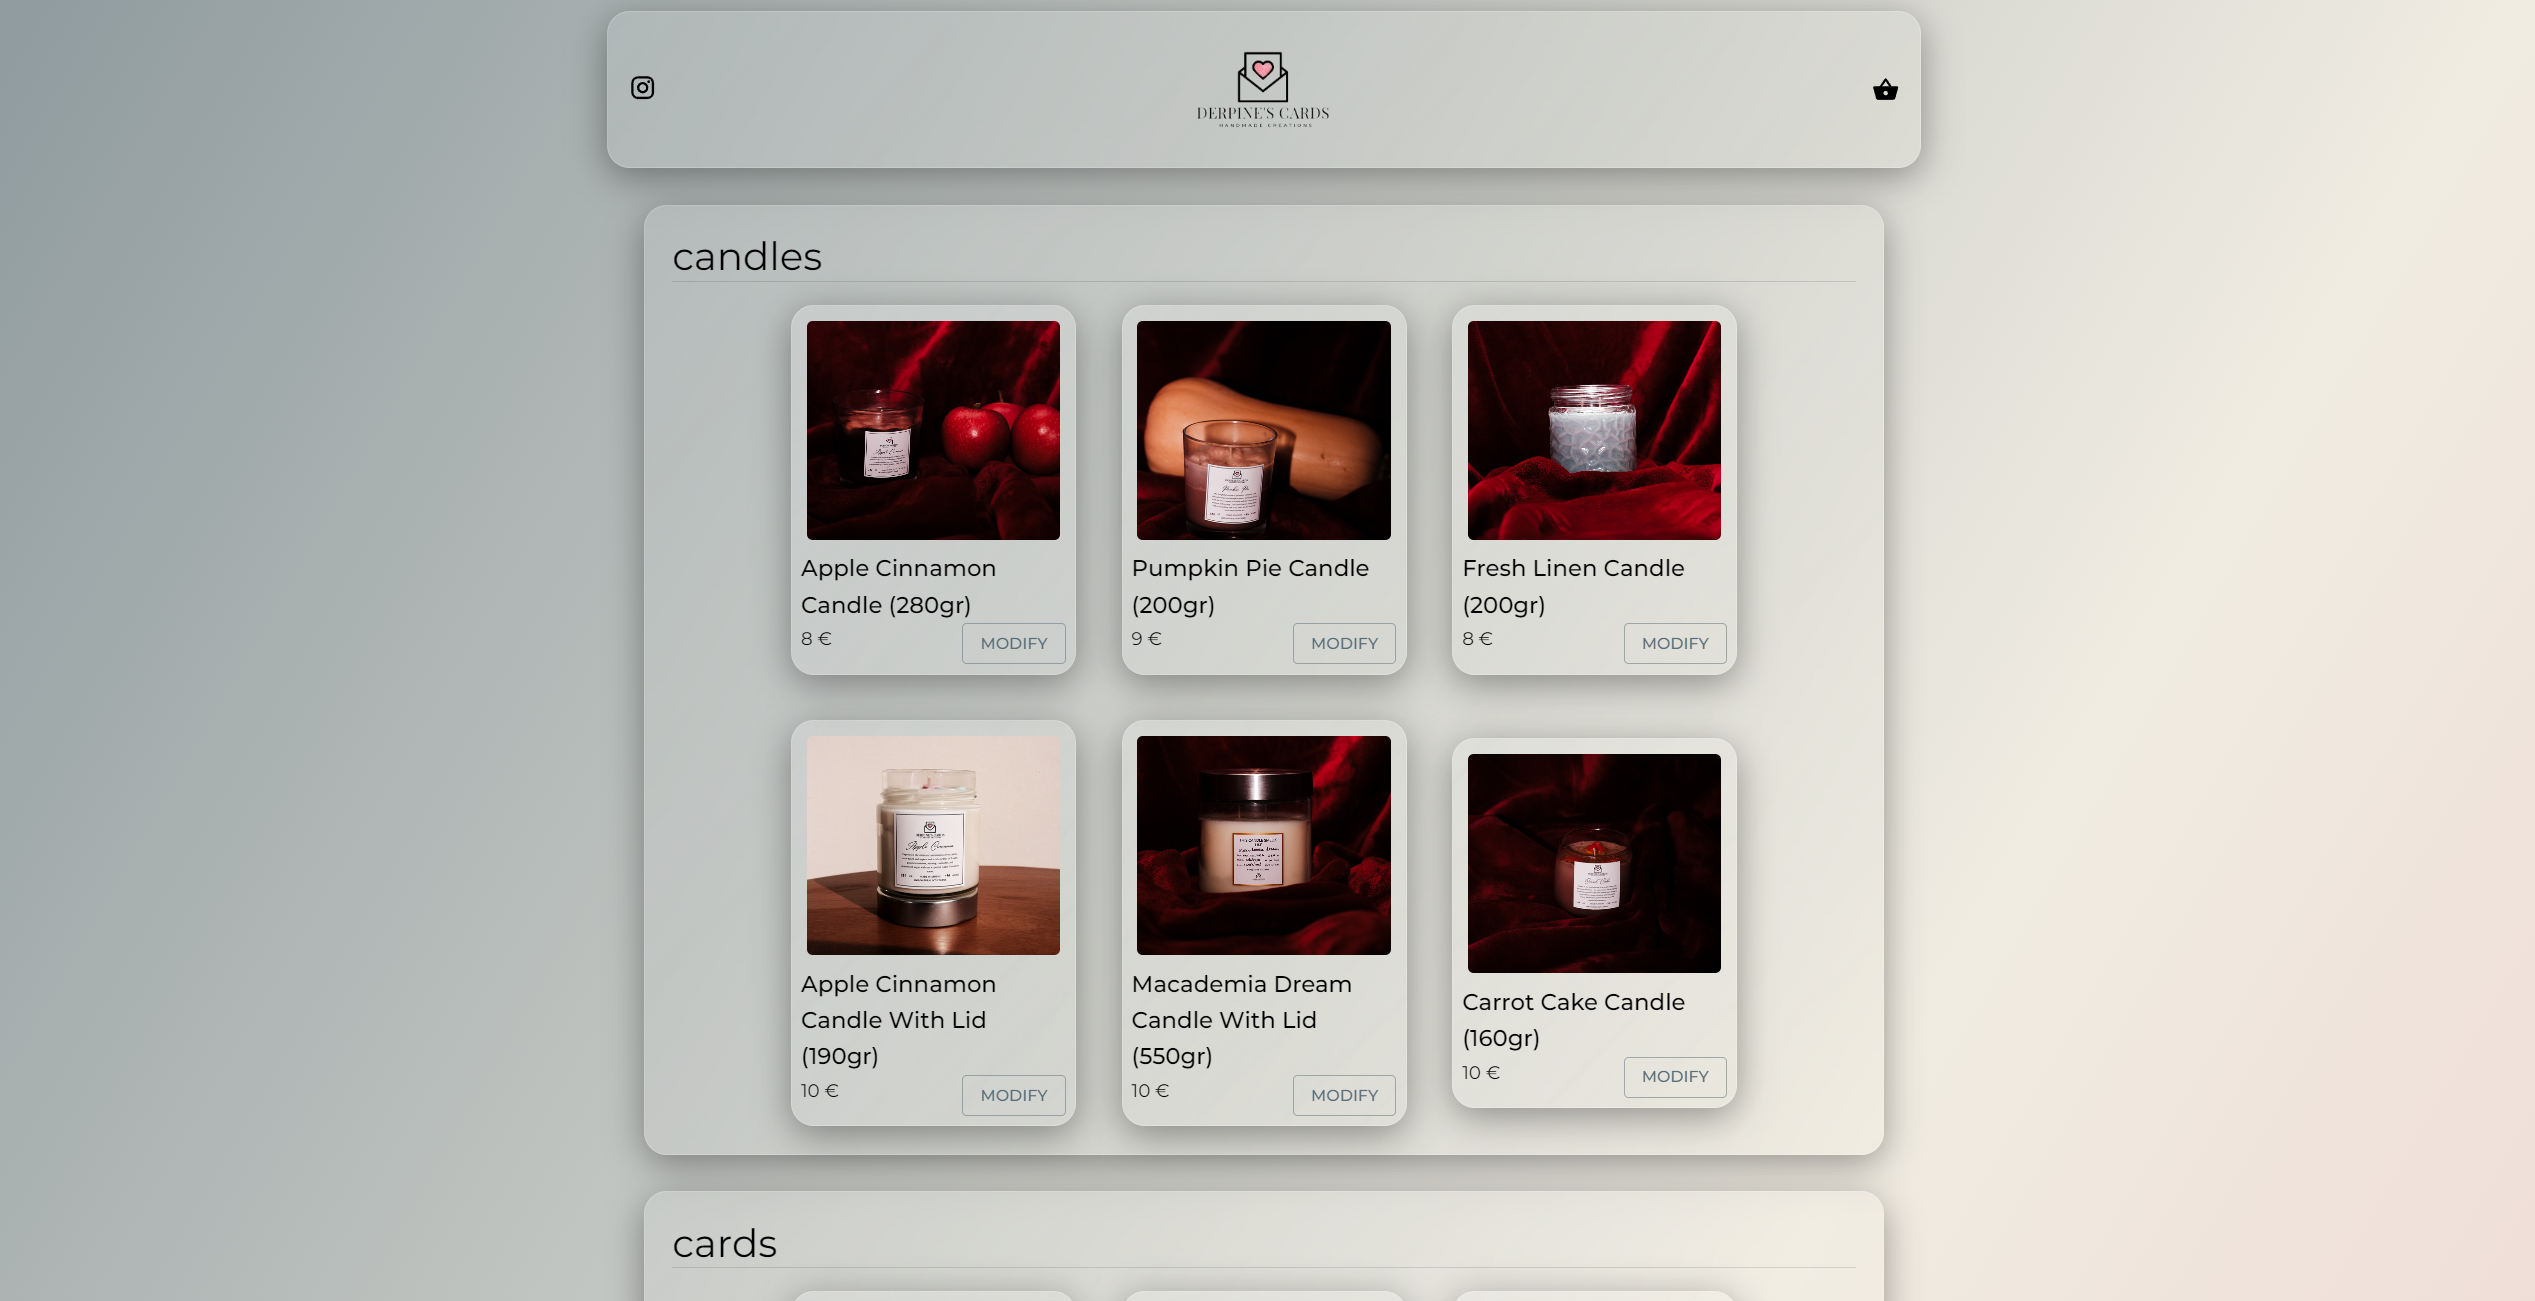 DERPINE'S CARDS
HANDMADE CREATIONS
candles
Apple Cinnamon
Candle (280gr)
8 €
MODIFY
Pumpkin Pie Candle
(200gr)
9 €
MODIFY
Fresh Linen Candle
(200gr)
8 €
MODIFY
Apple Cinnamon
Candle With Lid
(190gr)
10 €
MODIFY
Macademia Dream
Candle With Lid
(550gr)
10 €
MODIFY
Carrot Cake Candle
(160gr)
10 €
MODIFY
cards